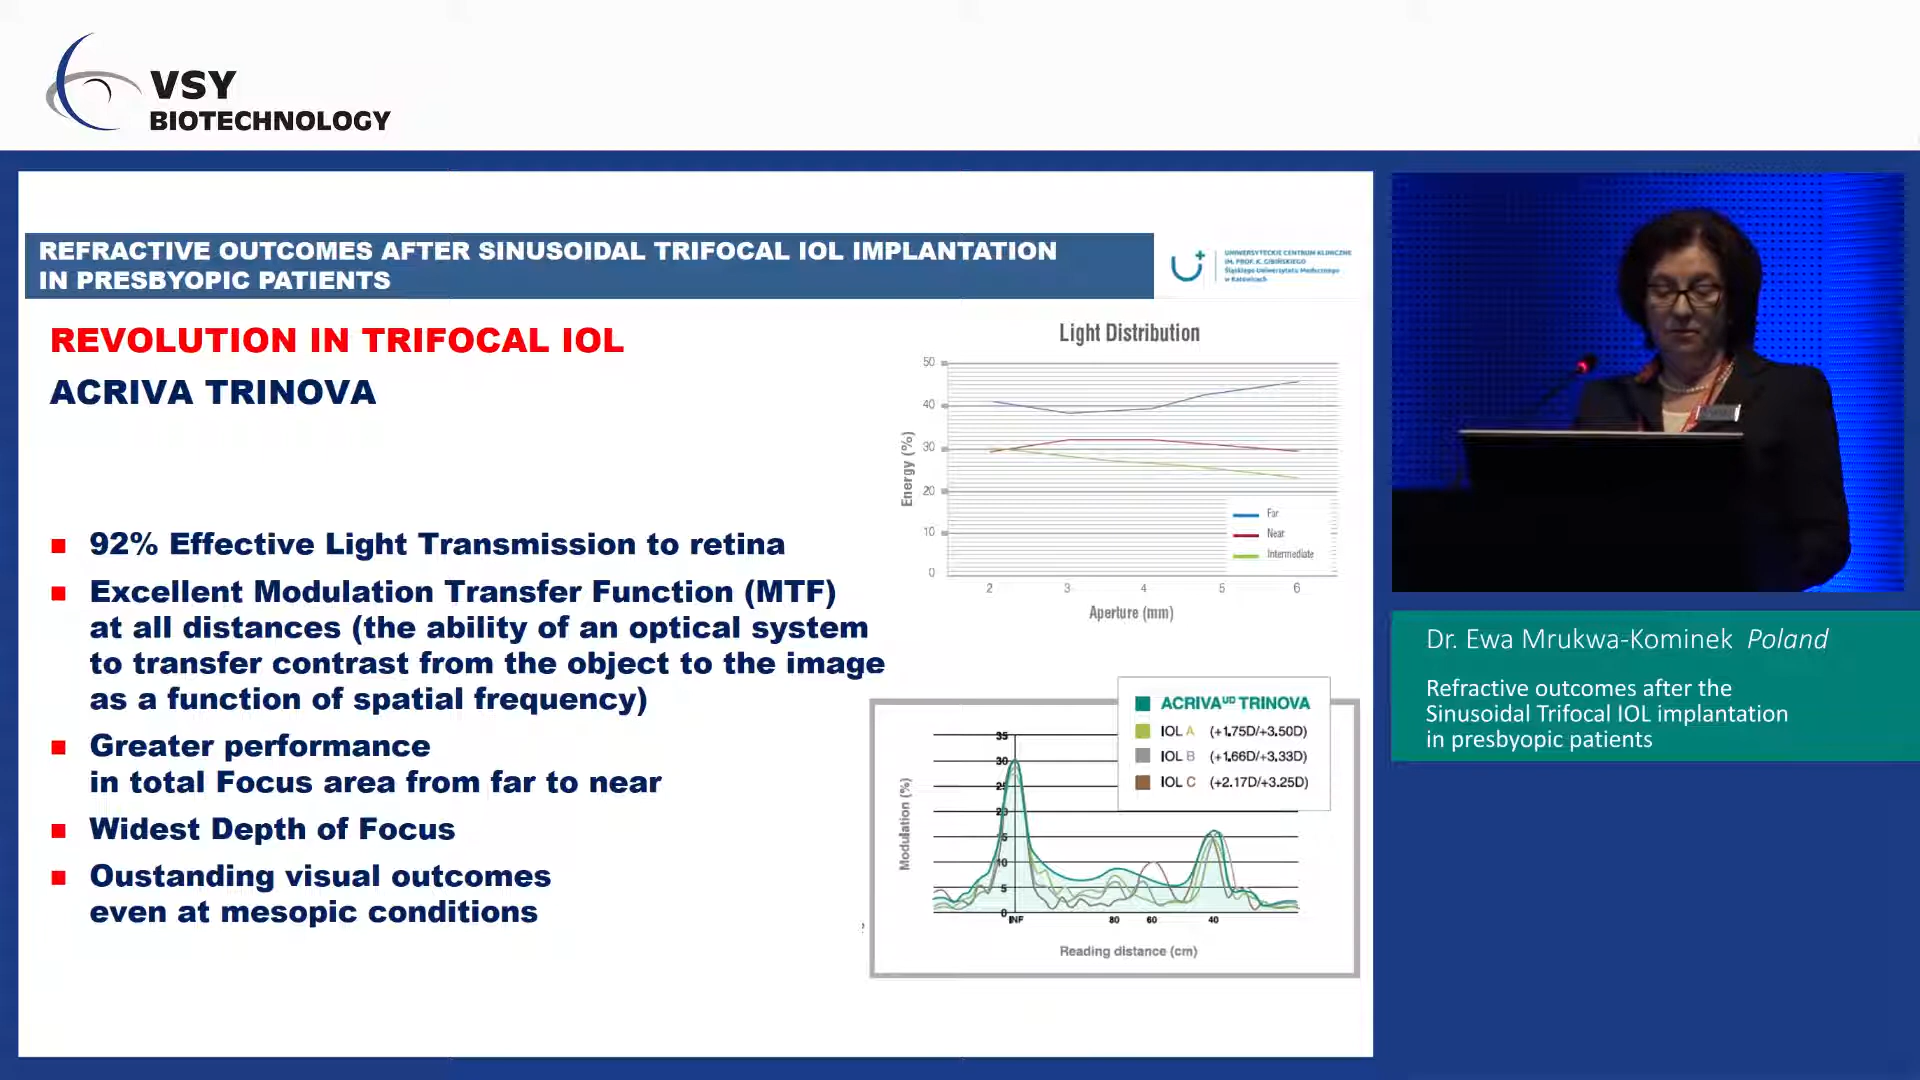 VSY
BIOTECHNOLOGY
REFRACTIVE OUTCOMES AFTER SINUSOIDAL TRIFOCAL IOL IMPLANTATION
IN PRESBYOPIC PATIENTS
UNIWERSYTECKIE CENTRUM KLINICZNE
IM. PROF. K. GIBIŃSKIEGO
Śląskiego Uniwersytetu Medycznego
w Katowicach
REVOLUTION IN TRIFOCAL IOL
ACRIVA TRINOVA
92% Effective Light Transmission to retina
Excellent Modulation Transfer Function (MTF)
at all distances (the ability of an optical system
to transfer contrast from the object to the image
as a function of spatial frequency)
Greater performance
in total Focus area from far to near
Widest Depth of Focus
Oustanding visual outcomes
even at mesopic conditions
Light Distribution
50
40
30
20
10
0
Energy (%)
Far
Near
Intermediate
2 3 4 5 6
Aperture (mm)
ACRIVAUD TRINOVA
IOL A (+1.75D/+3.50D)
IOL B (+1.66D/+3.33D)
IOL C (+2.17D/+3.25D)
35
30
25
20
15
10
5
0
Modulation (%)
INF 80 60 40
Reading distance (cm)
Dr. Ewa Mrukwa-Kominek Poland
Refractive outcomes after the
Sinusoidal Trifocal IOL implantation
in presbyopic patients